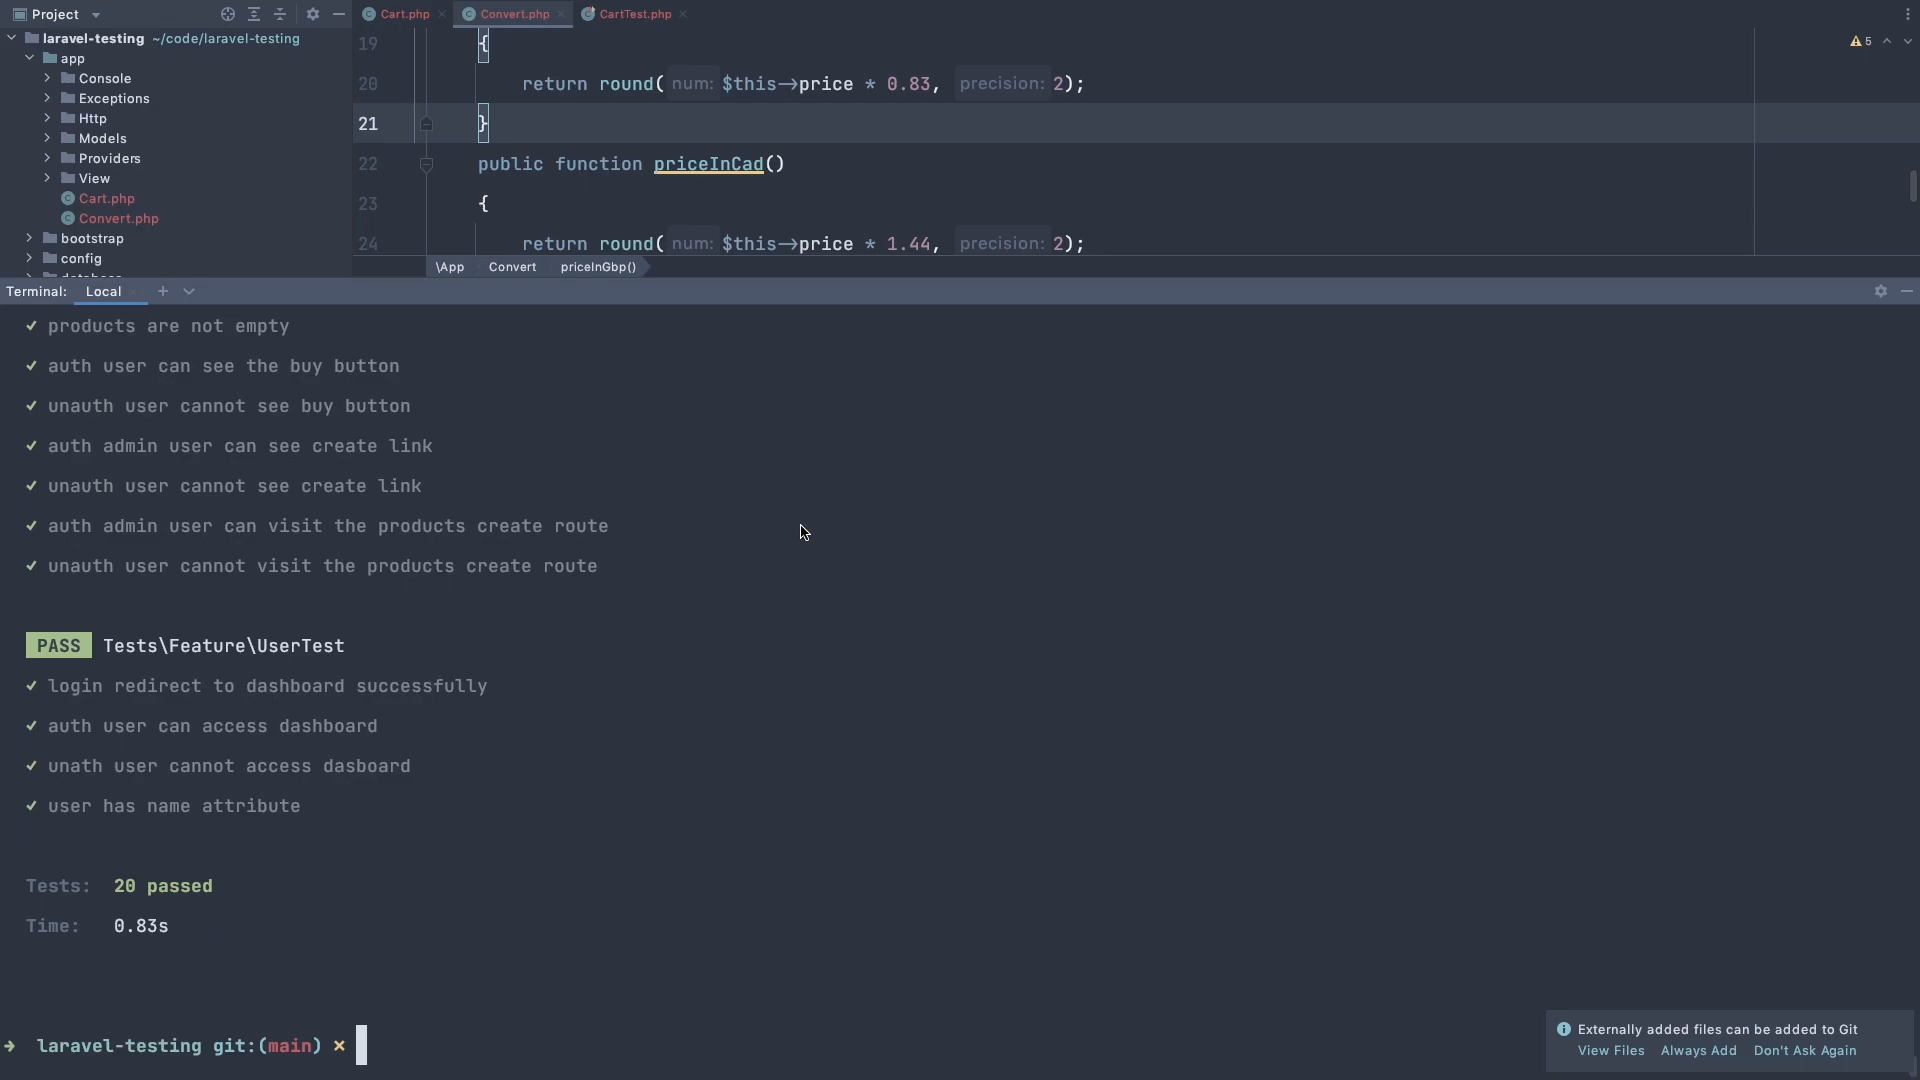 Project
Cart.php
Convert.php
CartTest.php
laravel-testing ~/code/laravel-testing
app
Console
Exceptions
Http
Models
Providers
View
Cart.php
Convert.php
bootstrap
config
database
19 {
20 return round( num: $this->price * 0.83, precision: 2);
21 }
22 public function priceInCad()
23 {
24 return round( num: $this->price * 1.44, precision: 2);
5
\App Convert priceInGbp()
Terminal: Local
✓ products are not empty
✓ auth user can see the buy button
✓ unauth user cannot see buy button
✓ auth admin user can see create link
✓ unauth user cannot see create link
✓ auth admin user can visit the products create route
✓ unauth user cannot visit the products create route
PASS Tests\Feature\UserTest
✓ login redirect to dashboard successfully
✓ auth user can access dashboard
✓ unath user cannot access dasboard
✓ user has name attribute
Tests: 20 passed
Time: 0.83s
➜ laravel-testing git:(main) ×
Externally added files can be added to Git
View Files Always Add Don't Ask Again